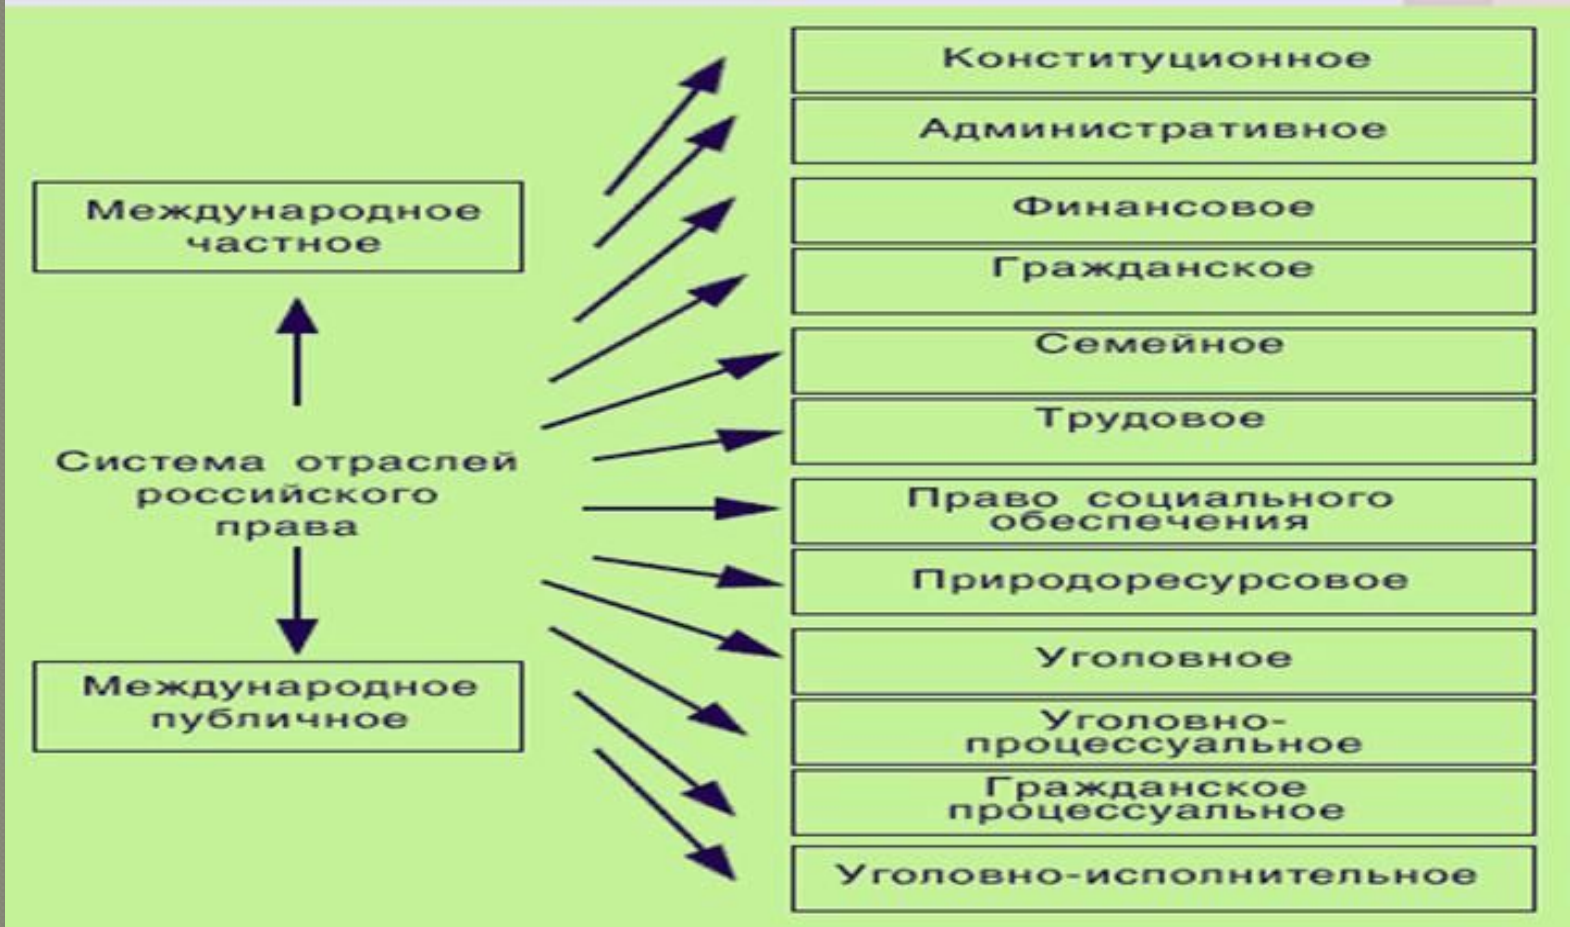 Международное
частное
Система отраслей
российского
права
Международное
публичное
Конституционное
Административное
Финансовое
Гражданское
Семейное
Трудовое
Право социального
обеспечения
Природоресурсовое
Уголовное
Уголовно-
процессуальное
Гражданское
процессуальное
Уголовно-исполнительное